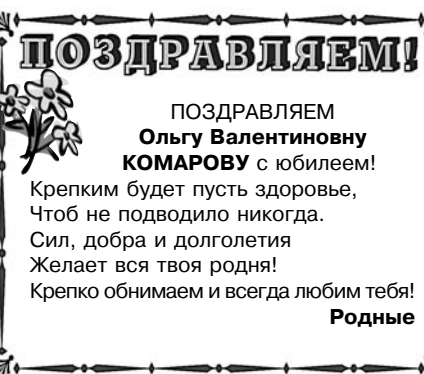 ПОЗДРАВЛЯЕМ!
ПОЗДРАВЛЯЕМ
Ольгу Валентиновну
КОМАРОВУ с юбилеем!
Крепким будет пусть здоровье,
Чтоб не подводило никогда.
Сил, добра и долголетия
Желает вся твоя родня!
Крепко обнимаем и всегда любим тебя!
Родные